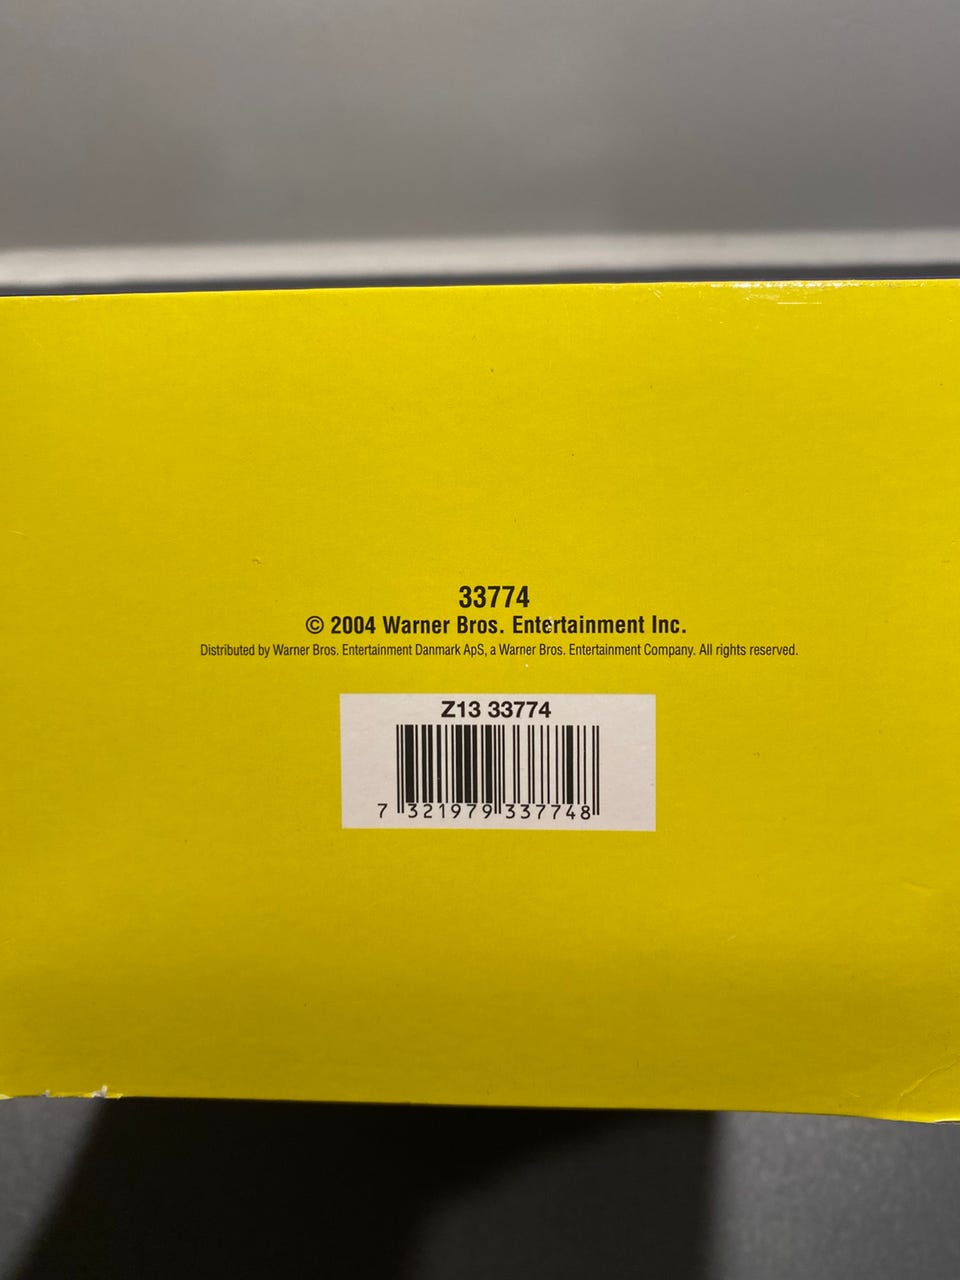 33774
© 2004 Warner Bros. Entertainment Inc.
Distributed by Warner Bros. Entertainment Danmark ApS, a Warner Bros. Entertainment Company. All rights reserved.
Z13 33774
7 321979 337748